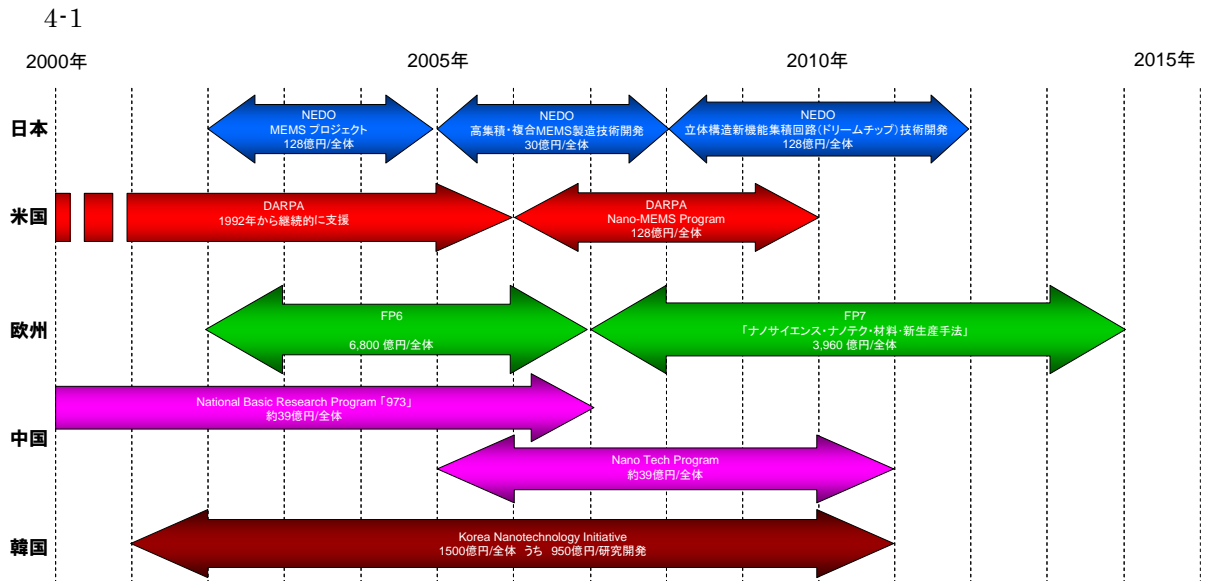 4-1
2000年
2005年
2010年
2015年
日本
NEDO
MEMS プロジェクト
128億円/全体
NEDO
高集積・複合MEMS製造技術開発
30億円/全体
NEDO
立体構造新機能集積回路（ドリームチップ）技術開発
128億円/全体
米国
DARPA
1992年から継続的に支援
DARPA
Nano-MEMS Program
128億円/全体
欧州
FP6
6,800 億円/全体
FP7
「ナノサイエンス・ナノテク・材料・新生産手法」
3,960 億円/全体
中国
National Basic Research Program 「973」
約39億円/全体
Nano Tech Program
約39億円/全体
韓国
Korea Nanotechnology Initiative
1500億円/全体 うち 950億円/研究開発